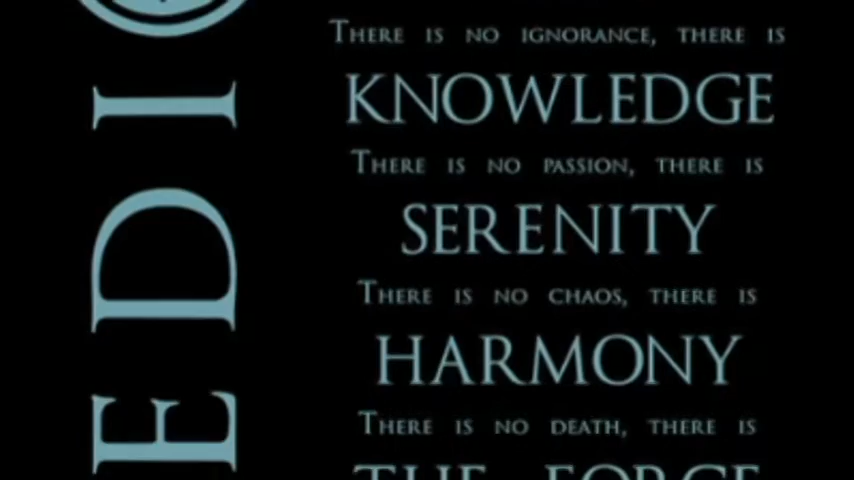 There is no ignorance, there is
KNOWLEDGE
There is no passion, there is
SERENITY
There is no chaos, there is
HARMONY
There is no death, there is
THE FORCE
EDI